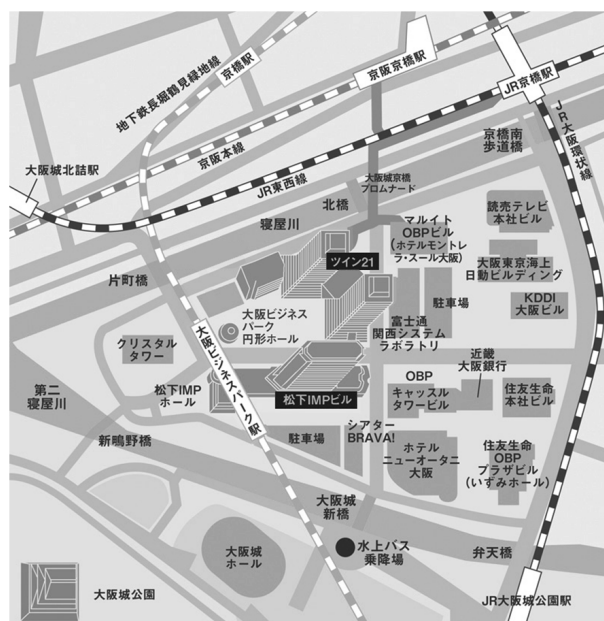 地下鉄長堀鶴見緑地線
京橋駅
京阪京橋駅
JR京橋駅
JR大阪環状線
京橋南
歩道橋
大阪城北詰駅
京阪本線
JR東西線
大阪城京橋
プロムナード
北橋
寝屋川
マルイト
OBPビル
(ホテルモントレ
ラ・スール大阪)
読売テレビ
本社ビル
ツイン21
大阪東京海上
日動ビルディング
片町橋
駐車場
KDDI
大阪ビル
大阪ビジネス
パーク
円形ホール
富士通
関西システム
ラボラトリ
クリスタル
タワー
大阪ビジネスパーク駅
近畿
大阪銀行
OBP
キャッスル
タワービル
住友生命
本社ビル
第二
寝屋川
松下IMP
ホール
松下IMPビル
シアター
BRAVA!
新鴫野橋
駐車場
ホテル
ニューオータニ
大阪
住友生命
OBP
プラザビル
(いずみホール)
大阪城
新橋
水上バス
乗降場
弁天橋
大阪城
ホール
大阪城公園
JR大阪城公園駅